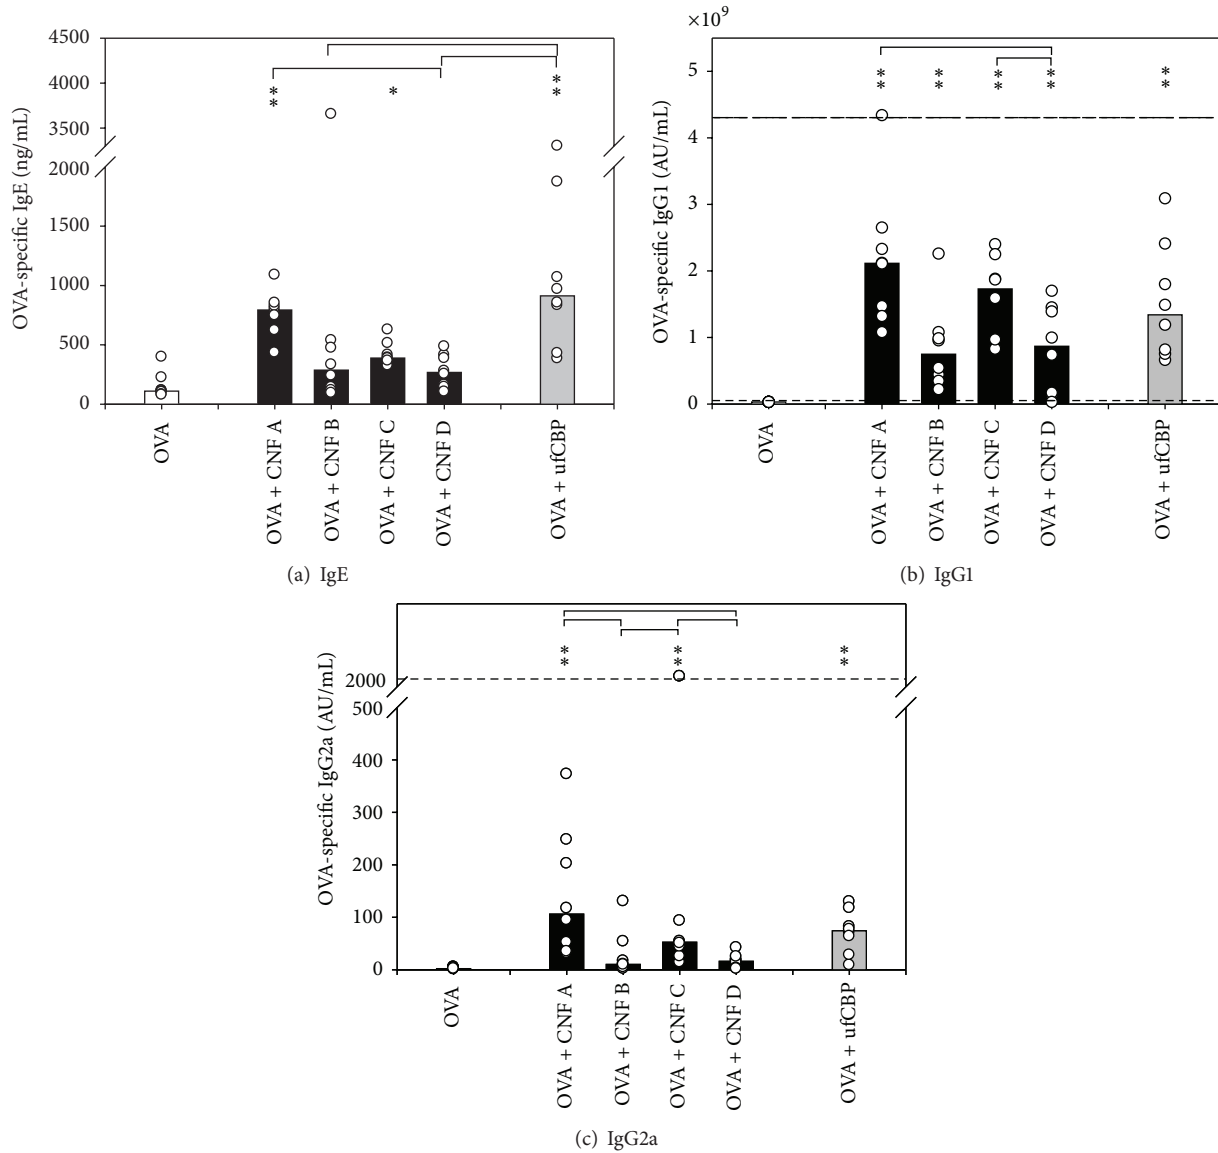 4500
4000
3500
2000
1500
1000
500
0
OVA-specific IgE (ng/mL)
** * **
OVA
OVA + CNF A
OVA + CNF B
OVA + CNF C
OVA + CNF D
OVA + ufCBP
(a) IgE
×10⁹
5
4
3
2
1
0
OVA-specific IgG1 (AU/mL)
** ** ** ** **
OVA
OVA + CNF A
OVA + CNF B
OVA + CNF C
OVA + CNF D
OVA + ufCBP
(b) IgG1
2000
500
400
300
200
100
0
OVA-specific IgG2a (AU/mL)
** ** **
OVA
OVA + CNF A
OVA + CNF B
OVA + CNF C
OVA + CNF D
OVA + ufCBP
(c) IgG2a